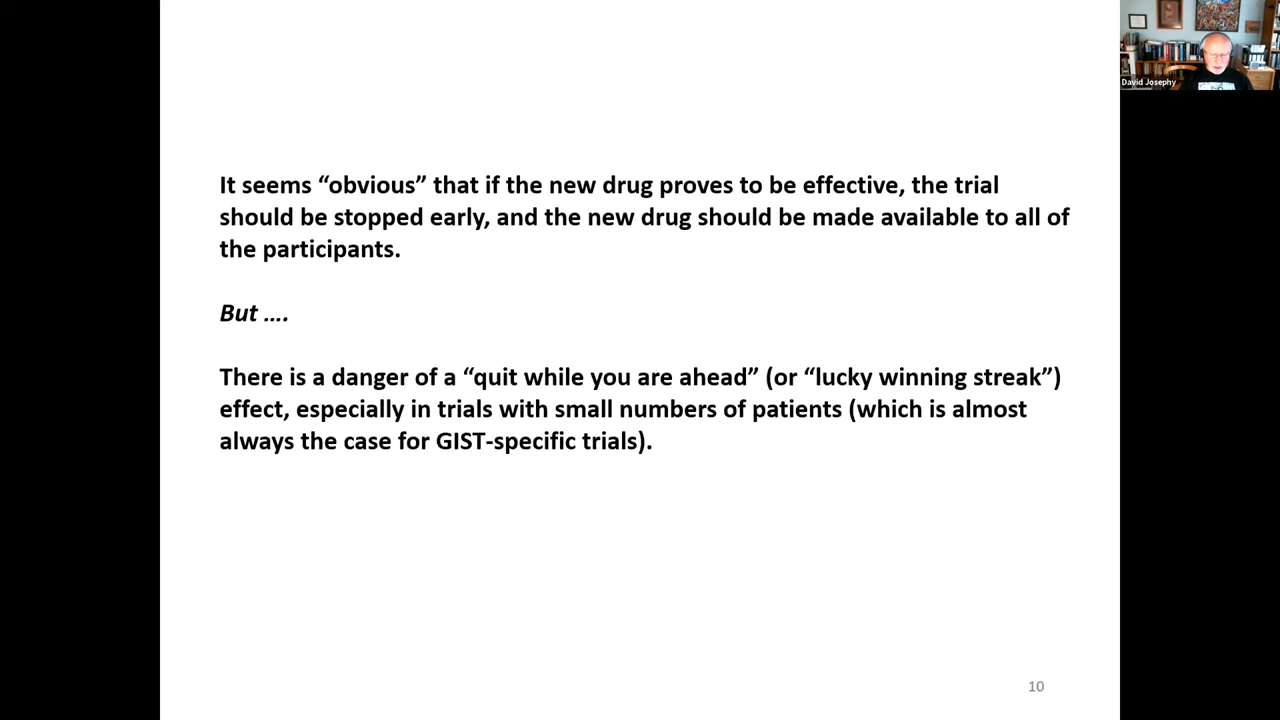 David Josephy
It seems “obvious” that if the new drug proves to be effective, the trial
should be stopped early, and the new drug should be made available to all of
the participants.
But ….
There is a danger of a “quit while you are ahead” (or “lucky winning streak”)
effect, especially in trials with small numbers of patients (which is almost
always the case for GIST-specific trials).
10